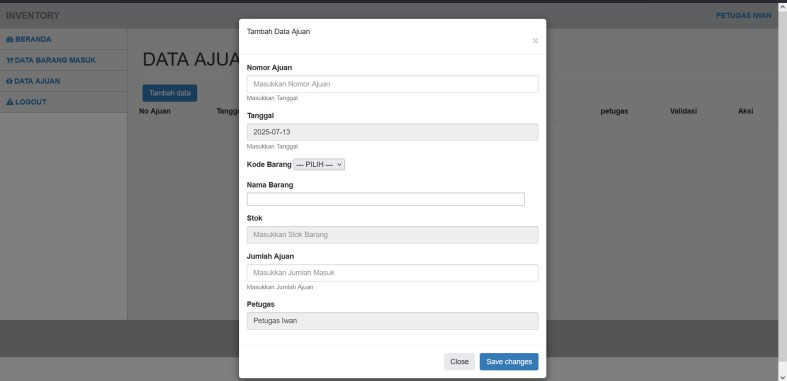 INVENTORY
PETUGAS IWAN
BERANDA
DATA BARANG MASUK
DATA AJUAN
LOGOUT
DATA AJUA
Tambah data
No Ajuan Tangga petugas Validasi Aksi
Tambah Data Ajuan
×
Nomor Ajuan
Masukkan Nomor Ajuan
Masukkan Tanggal
Tanggal
2025-07-13
Masukkan Tanggal
Kode Barang --- PILIH ---
Nama Barang
Stok
Masukkan Stok Barang
Jumlah Ajuan
Masukkan Jumlah Masuk
Masukkan Jumlah Ajuan
Petugas
Petugas Iwan
Close Save changes